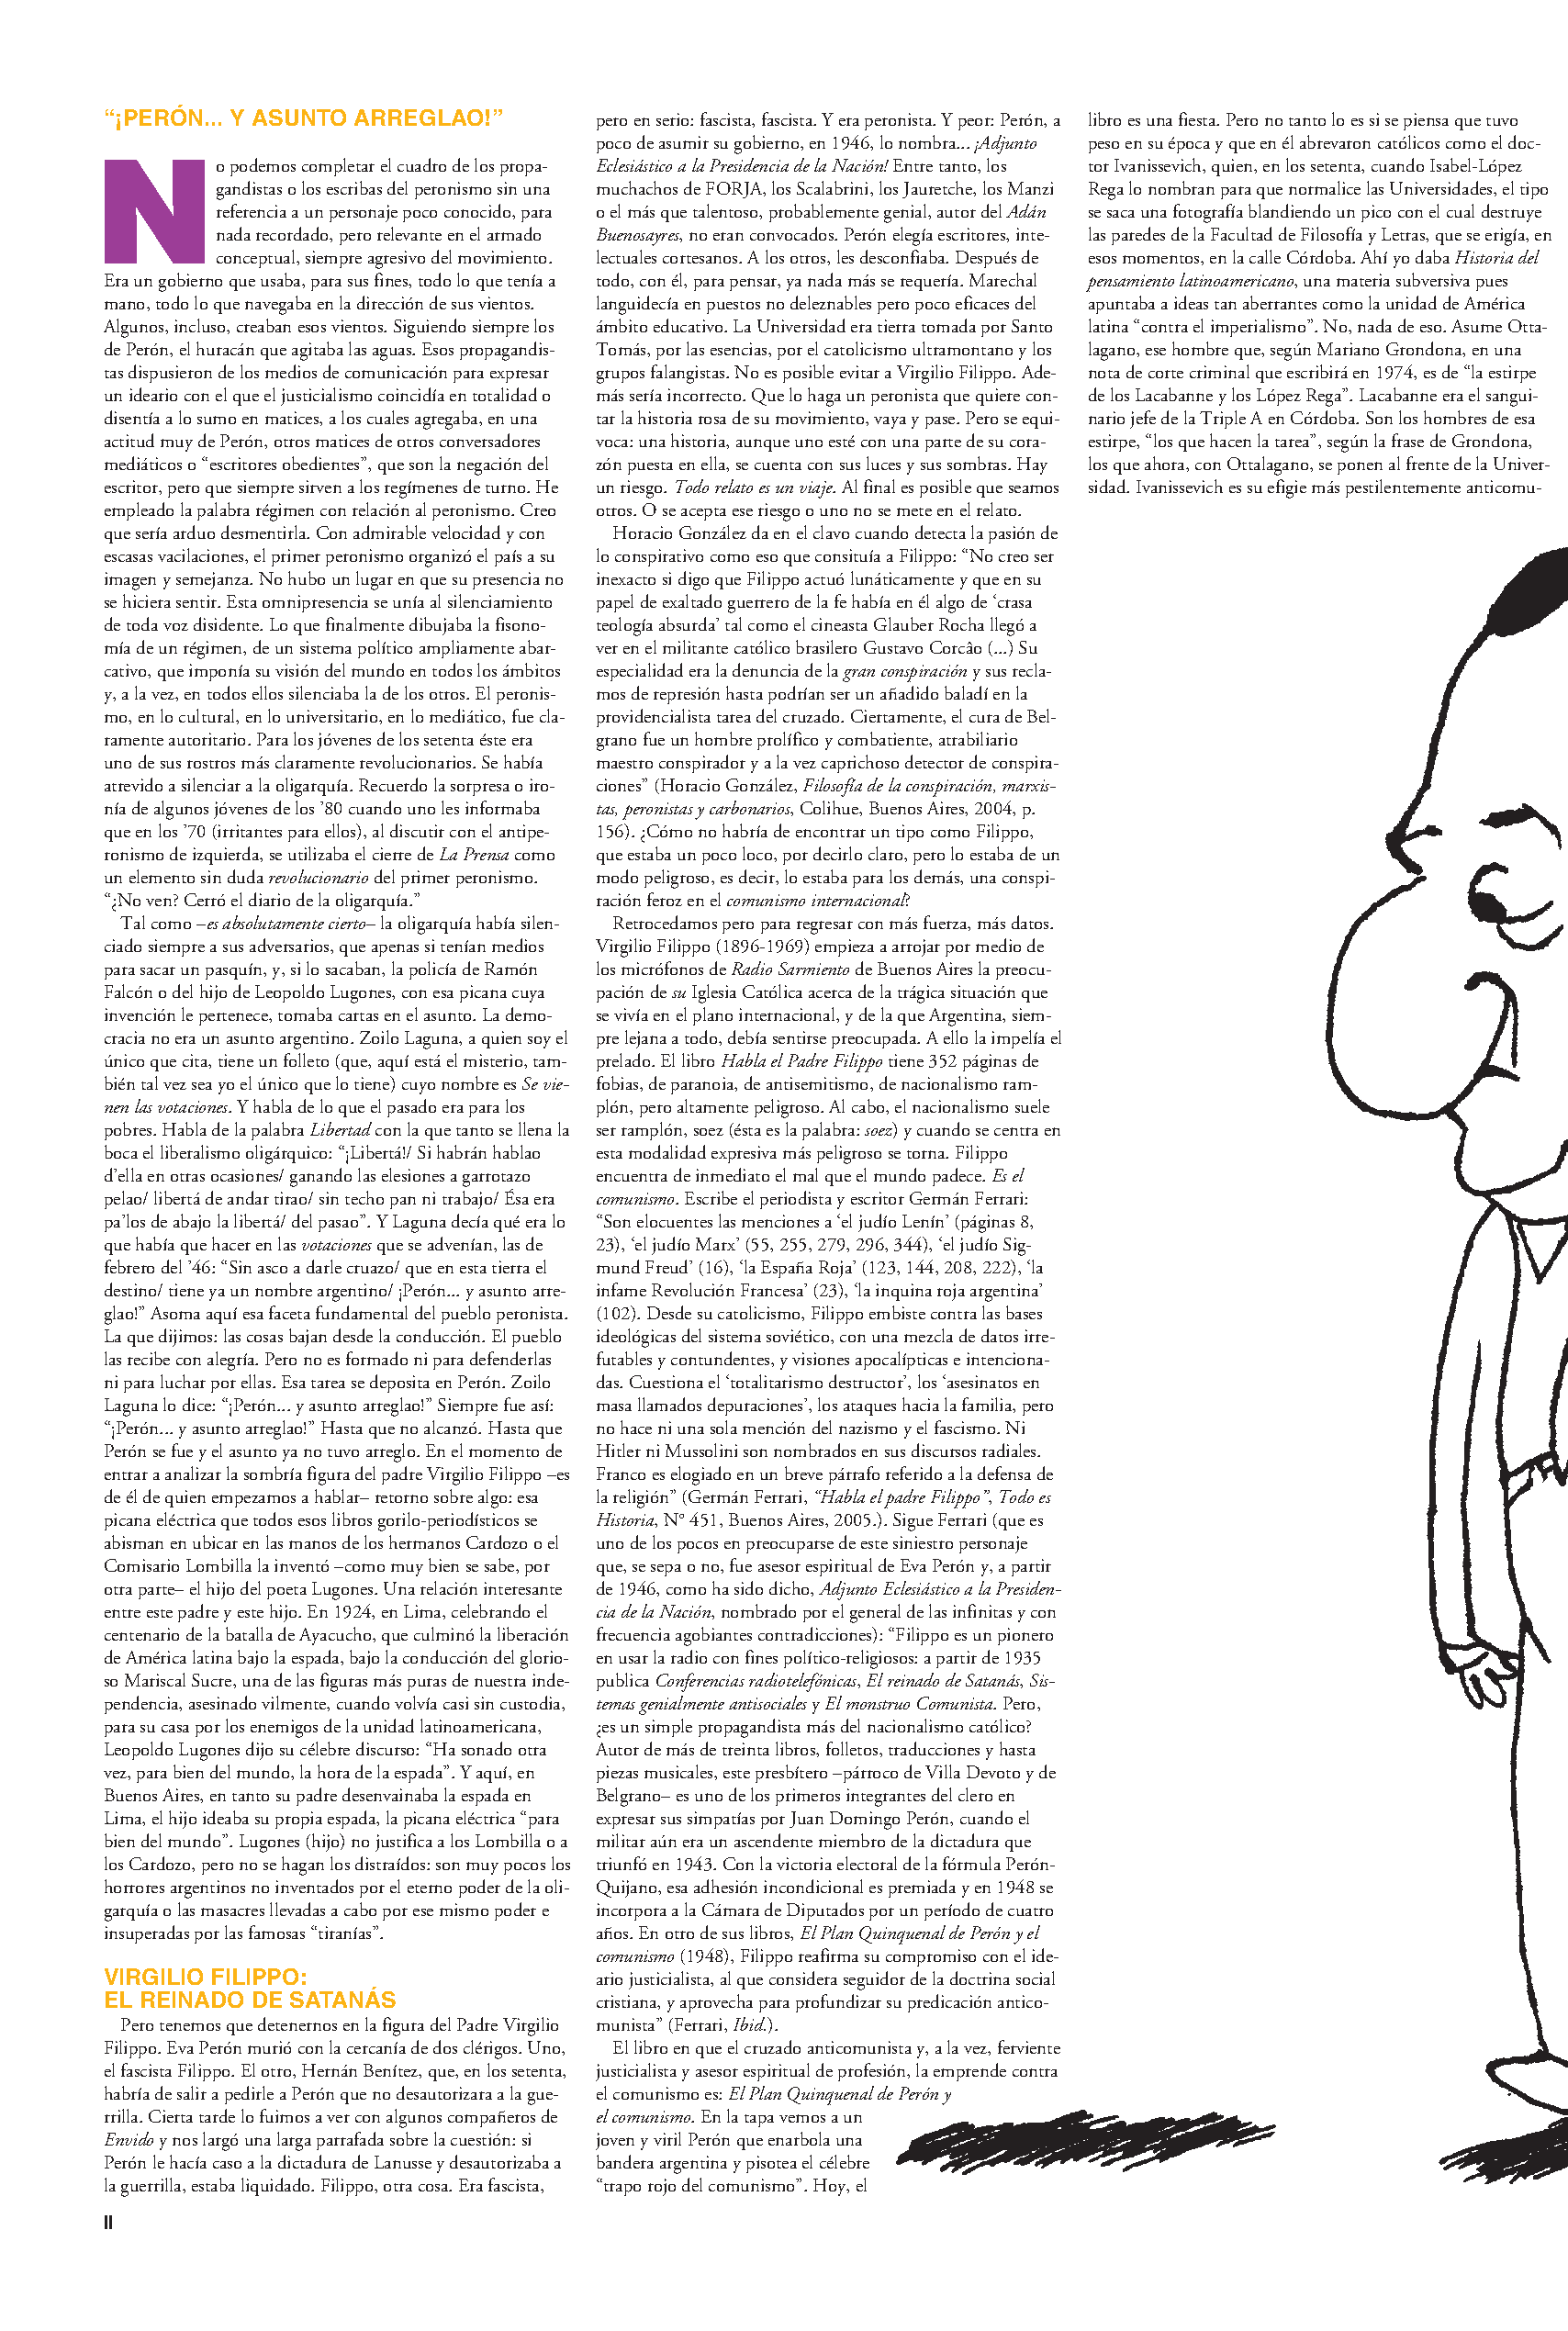 “¡PERÓN... Y ASUNTO ARREGLAO!”
No podemos completar el cuadro de los propa-
gandistas o los escribas del peronismo sin una
referencia a un personaje poco conocido, para
nada recordado, pero relevante en el armado
conceptual, siempre agresivo del movimiento.
Era un gobierno que usaba, para sus fines, todo lo que tenía a
mano, todo lo que navegaba en la dirección de sus vientos.
Algunos, incluso, creaban esos vientos. Siguiendo siempre los
de Perón, el huracán que agitaba las aguas. Esos propagandis-
tas dispusieron de los medios de comunicación para expresar
un ideario con el que el justicialismo coincidía en totalidad o
disentía a lo sumo en matices, a los cuales agregaba, en una
actitud muy de Perón, otros matices de otros conversadores
mediáticos o “escritores obedientes”, que son la negación del
escritor, pero que siempre sirven a los regímenes de turno. He
empleado la palabra régimen con relación al peronismo. Creo
que sería arduo desmentirla. Con admirable velocidad y con
escasas vacilaciones, el primer peronismo organizó el país a su
imagen y semejanza. No hubo un lugar en que su presencia no
se hiciera sentir. Esta omnipresencia se unía al silenciamiento
de toda voz disidente. Lo que finalmente dibujaba la fisono-
mía de un régimen, de un sistema político ampliamente abar-
cativo, que imponía su visión del mundo en todos los ámbitos
y, a la vez, en todos ellos silenciaba la de los otros. El peronis-
mo, en lo cultural, en lo universitario, en lo mediático, fue cla-
ramente autoritario. Para los jóvenes de los setenta éste era
uno de sus rostros más claramente revolucionarios. Se había
atrevido a silenciar a la oligarquía. Recuerdo la sorpresa o iro-
nía de algunos jóvenes de los ’80 cuando uno les informaba
que en los ’70 (irritantes para ellos), al discutir con el antipe-
ronismo de izquierda, se utilizaba el cierre de La Prensa como
un elemento sin duda revolucionario del primer peronismo.
“¿No ven? Cerró el diario de la oligarquía.”
Tal como –es absolutamente cierto– la oligarquía había silen-
ciado siempre a sus adversarios, que apenas si tenían medios
para sacar un pasquín, y, si lo sacaban, la policía de Ramón
Falcón o del hijo de Leopoldo Lugones, con esa picana cuya
invención le pertenece, tomaba cartas en el asunto. La demo-
cracia no era un asunto argentino. Zoilo Laguna, a quien soy el
único que cita, tiene un folleto (que, aquí está el misterio, tam-
bién tal vez sea yo el único que lo tiene) cuyo nombre es Se vie-
nen las votaciones. Y habla de lo que el pasado era para los
pobres. Habla de la palabra Libertad con la que tanto se llena la
boca el liberalismo oligárquico: “¡Libertá!/ Si habrán hablao
d’ella en otras ocasiones/ ganando las elesiones a garrotazo
pelao/ libertá de andar tirao/ sin techo pan ni trabajo/ Ésa era
pa’los de abajo la libertá/ del pasao”. Y Laguna decía qué era lo
que había que hacer en las votaciones que se advenían, las de
febrero del ’46: “Sin asco a darle cruazo/ que en esta tierra el
destino/ tiene ya un nombre argentino/ ¡Perón... y asunto arre-
glao!” Asoma aquí esa faceta fundamental del pueblo peronista.
La que dijimos: las cosas bajan desde la conducción. El pueblo
las recibe con alegría. Pero no es formado ni para defenderlas
ni para luchar por ellas. Esa tarea se deposita en Perón. Zoilo
Laguna lo dice: “¡Perón... y asunto arreglao!” Siempre fue así:
“¡Perón... y asunto arreglao!” Hasta que no alcanzó. Hasta que
Perón se fue y el asunto ya no tuvo arreglo. En el momento de
entrar a analizar la sombría figura del padre Virgilio Filippo –es
de él de quien empezamos a hablar– retorno sobre algo: esa
picana eléctrica que todos esos libros gorilo-periodísticos se
abisman en ubicar en las manos de los hermanos Cardozo o el
Comisario Lombilla la inventó –como muy bien se sabe, por
otra parte– el hijo del poeta Lugones. Una relación interesante
entre este padre y este hijo. En 1924, en Lima, celebrando el
centenario de la batalla de Ayacucho, que culminó la liberación
de América latina bajo la espada, bajo la conducción del glorio-
so Mariscal Sucre, una de las figuras más puras de nuestra inde-
pendencia, asesinado vilmente, cuando volvía casi sin custodia,
para su casa por los enemigos de la unidad latinoamericana,
Leopoldo Lugones dijo su célebre discurso: “Ha sonado otra
vez, para bien del mundo, la hora de la espada”. Y aquí, en
Buenos Aires, en tanto su padre desenvainaba la espada en
Lima, el hijo ideaba su propia espada, la picana eléctrica “para
bien del mundo”. Lugones (hijo) no justifica a los Lombilla o a
los Cardozo, pero no se hagan los distraídos: son muy pocos los
horrores argentinos no inventados por el eterno poder de la oli-
garquía o las masacres llevadas a cabo por ese mismo poder e
insuperadas por las famosas “tiranías”.
VIRGILIO FILIPPO:
EL REINADO DE SATANÁS
Pero tenemos que detenernos en la figura del Padre Virgilio
Filippo. Eva Perón murió con la cercanía de dos clérigos. Uno,
el fascista Filippo. El otro, Hernán Benítez, que, en los setenta,
habría de salir a pedirle a Perón que no desautorizara a la gue-
rrilla. Cierta tarde lo fuimos a ver con algunos compañeros de
Envido y nos largó una larga parrafada sobre la cuestión: si
Perón le hacía caso a la dictadura de Lanusse y desautorizaba a
la guerrilla, estaba liquidado. Filippo, otra cosa. Era fascista,
pero en serio: fascista, fascista. Y era peronista. Y peor: Perón, a
poco de asumir su gobierno, en 1946, lo nombra... ¡Adjunto
Eclesiástico a la Presidencia de la Nación! Entre tanto, los
muchachos de FORJA, los Scalabrini, los Jauretche, los Manzi
o el más que talentoso, probablemente genial, autor del Adán
Buenosayres, no eran convocados. Perón elegía escritores, inte-
lectuales cortesanos. A los otros, les desconfiaba. Después de
todo, con él, para pensar, ya nada más se requería. Marechal
languidecía en puestos no deleznables pero poco eficaces del
ámbito educativo. La Universidad era tierra tomada por Santo
Tomás, por las esencias, por el catolicismo ultramontano y los
grupos falangistas. No es posible evitar a Virgilio Filippo. Ade-
más sería incorrecto. Que lo haga un peronista que quiere con-
tar la historia rosa de su movimiento, vaya y pase. Pero se equi-
voca: una historia, aunque uno esté con una parte de su cora-
zón puesta en ella, se cuenta con sus luces y sus sombras. Hay
un riesgo. Todo relato es un viaje. Al final es posible que seamos
otros. O se acepta ese riesgo o uno no se mete en el relato.
Horacio González da en el clavo cuando detecta la pasión de
lo conspirativo como eso que consituía a Filippo: “No creo ser
inexacto si digo que Filippo actuó lunáticamente y que en su
papel de exaltado guerrero de la fe había en él algo de ‘crasa
teología absurda’ tal como el cineasta Glauber Rocha llegó a
ver en el militante católico brasilero Gustavo Corcâo (...) Su
especialidad era la denuncia de la gran conspiración y sus recla-
mos de represión hasta podrían ser un añadido baladí en la
providencialista tarea del cruzado. Ciertamente, el cura de Bel-
grano fue un hombre prolífico y combatiente, atrabiliario
maestro conspirador y a la vez caprichoso detector de conspira-
ciones” (Horacio González, Filosofía de la conspiración, marxis-
tas, peronistas y carbonarios, Colihue, Buenos Aires, 2004, p.
156). ¿Cómo no habría de encontrar un tipo como Filippo,
que estaba un poco loco, por decirlo claro, pero lo estaba de un
modo peligroso, es decir, lo estaba para los demás, una conspi-
ración feroz en el comunismo internacional?
Retrocedamos pero para regresar con más fuerza, más datos.
Virgilio Filippo (1896-1969) empieza a arrojar por medio de
los micrófonos de Radio Sarmiento de Buenos Aires la preocu-
pación de su Iglesia Católica acerca de la trágica situación que
se vivía en el plano internacional, y de la que Argentina, siem-
pre lejana a todo, debía sentirse preocupada. A ello la impelía el
prelado. El libro Habla el Padre Filippo tiene 352 páginas de
fobias, de paranoia, de antisemitismo, de nacionalismo ram-
plón, pero altamente peligroso. Al cabo, el nacionalismo suele
ser ramplón, soez (ésta es la palabra: soez) y cuando se centra en
esta modalidad expresiva más peligroso se torna. Filippo
encuentra de inmediato el mal que el mundo padece. Es el
comunismo. Escribe el periodista y escritor Germán Ferrari:
“Son elocuentes las menciones a ‘el judío Lenín’ (páginas 8,
23), ‘el judío Marx’ (55, 255, 279, 296, 344), ‘el judío Sig-
mund Freud’ (16), ‘la España Roja’ (123, 144, 208, 222), ‘la
infame Revolución Francesa’ (23), ‘la inquina roja argentina’
(102). Desde su catolicismo, Filippo embiste contra las bases
ideológicas del sistema soviético, con una mezcla de datos irre-
futables y contundentes, y visiones apocalípticas e intenciona-
das. Cuestiona el ‘totalitarismo destructor’, los ‘asesinatos en
masa llamados depuraciones’, los ataques hacia la familia, pero
no hace ni una sola mención del nazismo y el fascismo. Ni
Hitler ni Mussolini son nombrados en sus discursos radiales.
Franco es elogiado en un breve párrafo referido a la defensa de
la religión” (Germán Ferrari, “Habla el padre Filippo”, Todo es
Historia, N° 451, Buenos Aires, 2005.). Sigue Ferrari (que es
uno de los pocos en preocuparse de este siniestro personaje
que, se sepa o no, fue asesor espiritual de Eva Perón y, a partir
de 1946, como ha sido dicho, Adjunto Eclesiástico a la Presiden-
cia de la Nación, nombrado por el general de las infinitas y con
frecuencia agobiantes contradicciones): “Filippo es un pionero
en usar la radio con fines político-religiosos: a partir de 1935
publica Conferencias radiotelefónicas, El reinado de Satanás, Sis-
temas genialmente antisociales y El monstruo Comunista. Pero,
¿es un simple propagandista más del nacionalismo católico?
Autor de más de treinta libros, folletos, traducciones y hasta
piezas musicales, este presbítero –párroco de Villa Devoto y de
Belgrano– es uno de los primeros integrantes del clero en
expresar sus simpatías por Juan Domingo Perón, cuando el
militar aún era un ascendente miembro de la dictadura que
triunfó en 1943. Con la victoria electoral de la fórmula Perón-
Quijano, esa adhesión incondicional es premiada y en 1948 se
incorpora a la Cámara de Diputados por un período de cuatro
años. En otro de sus libros, El Plan Quinquenal de Perón y el
comunismo (1948), Filippo reafirma su compromiso con el ide-
ario justicialista, al que considera seguidor de la doctrina social
cristiana, y aprovecha para profundizar su predicación antico-
munista” (Ferrari, Ibid.).
El libro en que el cruzado anticomunista y, a la vez, ferviente
justicialista y asesor espiritual de profesión, la emprende contra
el comunismo es: El Plan Quinquenal de Perón y
el comunismo. En la tapa vemos a un
joven y viril Perón que enarbola una
bandera argentina y pisotea el célebre
“trapo rojo del comunismo”. Hoy, el
libro es una fiesta. Pero no tanto lo es si se piensa que tuvo
peso en su época y que en él abrevaron católicos como el doc-
tor Ivanissevich, quien, en los setenta, cuando Isabel-López
Rega lo nombran para que normalice las Universidades, el tipo
se saca una fotografía blandiendo un pico con el cual destruye
las paredes de la Facultad de Filosofía y Letras, que se erigía, en
esos momentos, en la calle Córdoba. Ahí yo daba Historia del
pensamiento latinoamericano, una materia subversiva pues
apuntaba a ideas tan aberrantes como la unidad de América
latina “contra el imperialismo”. No, nada de eso. Asume Otta-
lagano, ese hombre que, según Mariano Grondona, en una
nota de corte criminal que escribirá en 1974, es de “la estirpe
de los Lacabanne y los López Rega”. Lacabanne era el sangui-
nario jefe de la Triple A en Córdoba. Son los hombres de esa
estirpe, “los que hacen la tarea”, según la frase de Grondona,
los que ahora, con Ottalagano, se ponen al frente de la Univer-
sidad. Ivanissevich es su efigie más pestilentemente anticomu-
II